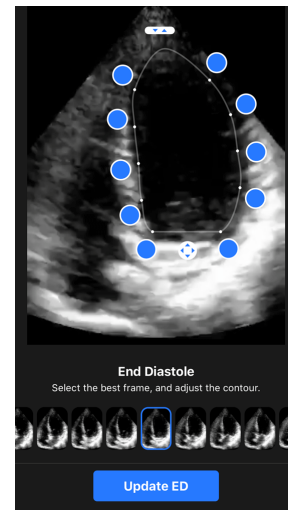 End Diastole
Select the best frame, and adjust the contour.
Update ED